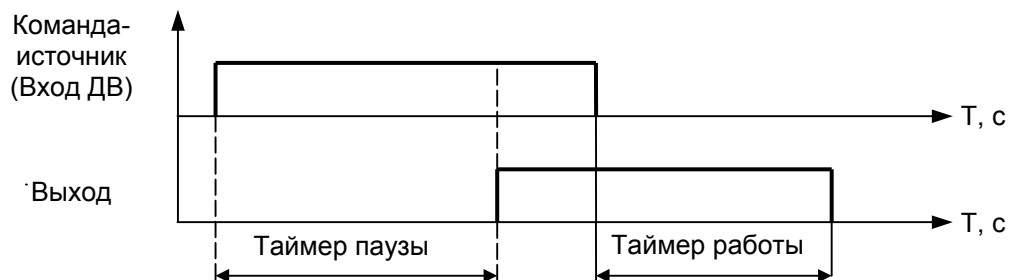 Команда-
источник
(Вход ДВ)
Т, с
Выход
Т, с
Таймер паузы
Таймер работы